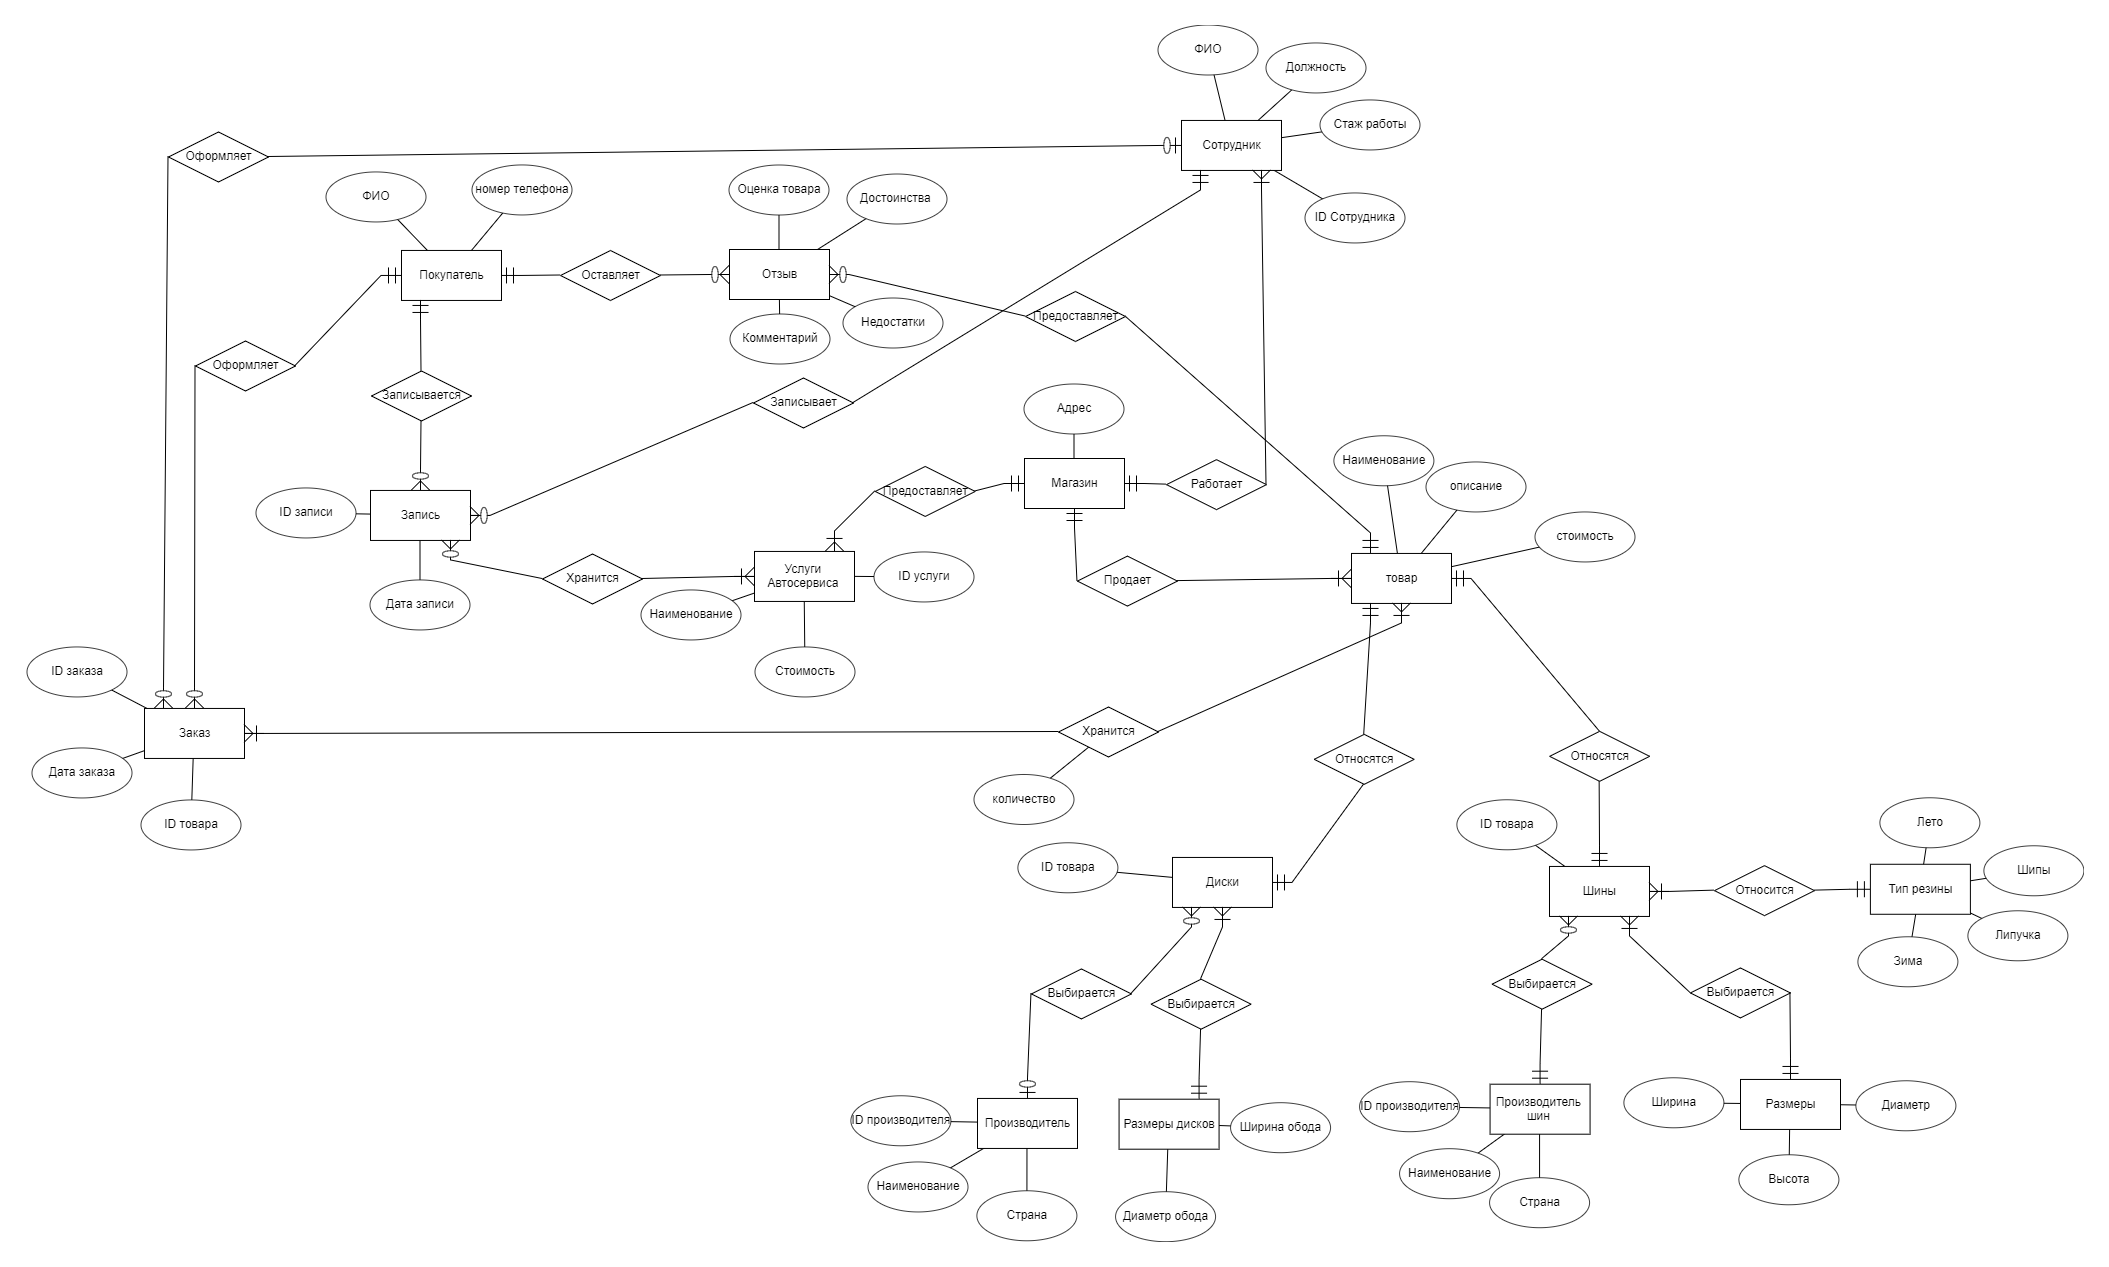 ФИО
Должность
Стаж работы
Сотрудник
Оформляет
ФИО
номер телефона
Оценка товара
Достоинства
ID Сотрудника
Покупатель
Оставляет
Отзыв
Предоставляет
Недостатки
Комментарий
Оформляет
Записывается
Записывает
Адрес
Наименование
описание
Предоставляет
Магазин
Работает
ID записи
Запись
стоимость
Хранится
Услуги
Автосервиса
ID услуги
Продает
товар
Дата записи
Наименование
Стоимость
ID заказа
Заказ
Хранится
Дата заказа
количество
Относятся
Относятся
ID товара
ID товара
Диски
ID товара
Шины
Относится
Тип резины
Лето
Шипы
Липучка
Зима
Выбирается
Выбирается
Выбирается
Выбирается
ID производителя
Производитель
Наименование
Страна
Размеры дисков
Ширина обода
Диаметр обода
ID производителя
Производитель
шин
Наименование
Страна
Ширина
Размеры
Диаметр
Высота